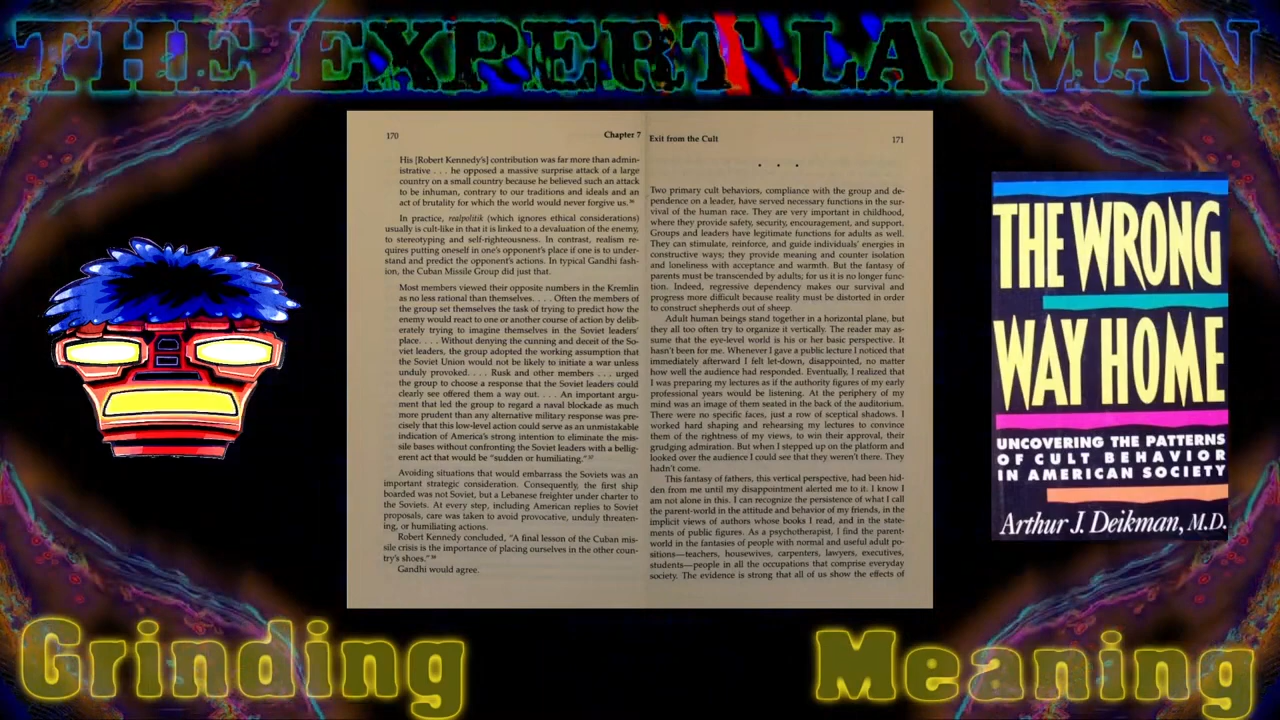 THE EXPERT LAYMAN
170
Chapter 7
His [Robert Kennedy's] contribution was far more than admin-
istrative . . . he opposed a massive surprise attack of a large
country on a small country because he believed such an attack
to be inhuman, contrary to our traditions and ideals and an
act of brutality for which the world would never forgive us.³⁶
In practice, realpolitik (which ignores ethical considerations)
usually is cult-like in that it is linked to a devaluation of the enemy,
to stereotyping and self-righteousness. In contrast, realism re-
quires putting oneself in one's opponent's place if one is to under-
stand and predict the opponent's actions. In typical Gandhi fash-
ion, the Cuban Missile Group did just that.
Most members viewed their opposite numbers in the Kremlin
as no less rational than themselves. . . . Often the members of
the group set themselves the task of trying to predict how the
enemy would react to one or another course of action by delib-
erately trying to imagine themselves in the Soviet leaders'
place. . . . Without denying the cunning and deceit of the So-
viet leaders, the group adopted the working assumption that
the Soviet Union would not be likely to initiate a war unless
unduly provoked. . . . Rusk and other members . . . urged
the group to choose a response that the Soviet leaders could
clearly see offered them a way out. . . . An important argu-
ment that led the group to regard a naval blockade as much
more prudent than any alternative military response was pre-
cisely that this low-level action could serve as an unmistakable
indication of America's strong intention to eliminate the mis-
sile bases without confronting the Soviet leaders with a bellig-
erent act that would be "sudden or humiliating."³⁷
Avoiding situations that would embarrass the Soviets was an
important strategic consideration. Consequently, the first ship
boarded was not Soviet, but a Lebanese freighter under charter to
the Soviets. At every step, including American replies to Soviet
proposals, care was taken to avoid provocative, unduly threaten-
ing, or humiliating actions.
Robert Kennedy concluded, "A final lesson of the Cuban mis-
sile crisis is the importance of placing ourselves in the other coun-
try's shoes."³⁸
Gandhi would agree.
Exit from the Cult
171
. . .
Two primary cult behaviors, compliance with the group and de-
pendence on a leader, have served necessary functions in the sur-
vival of the human race. They are very important in childhood,
where they provide safety, security, encouragement, and support.
Groups and leaders have legitimate functions for adults as well.
They can stimulate, reinforce, and guide individuals' energies in
constructive ways; they provide meaning and counter isolation
and loneliness with acceptance and warmth. But the fantasy of
parents must be transcended by adults; for us it is no longer func-
tion. Indeed, regressive dependency makes our survival and
progress more difficult because reality must be distorted in order
to construct shepherds out of sheep.
Adult human beings stand together in a horizontal plane, but
they all too often try to organize it vertically. The reader may as-
sume that the eye-level world is his or her basic perspective. It
hasn't been for me. Whenever I gave a public lecture I noticed that
immediately afterward I felt let-down, disappointed, no matter
how well the audience had responded. Eventually, I realized that
I was preparing my lectures as if the authority figures of my early
professional years would be listening. At the periphery of my
mind was an image of them seated in the back of the auditorium.
There were no specific faces, just a row of sceptical shadows. I
worked hard shaping and rehearsing my lectures to convince
them of the rightness of my views, to win their approval, their
grudging admiration. But when I stepped up on the platform and
looked over the audience I could see that they weren't there. They
hadn't come.
This fantasy of fathers, this vertical perspective, had been hid-
den from me until my disappointment alerted me to it. I know I
am not alone in this. I can recognize the persistence of what I call
the parent-world in the attitude and behavior of my friends, in the
implicit views of authors whose books I read, and in the state-
ments of public figures. As a psychotherapist, I find the parent-
world in the fantasies of people with normal and useful adult po-
sitions—teachers, housewives, carpenters, lawyers, executives,
students—people in all the occupations that comprise everyday
society. The evidence is strong that all of us show the effects of
THE WRONG
WAY HOME
UNCOVERING THE PATTERNS
OF CULT BEHAVIOR
IN AMERICAN SOCIETY
Arthur J. Deikman, M.D.
Grinding
Meaning